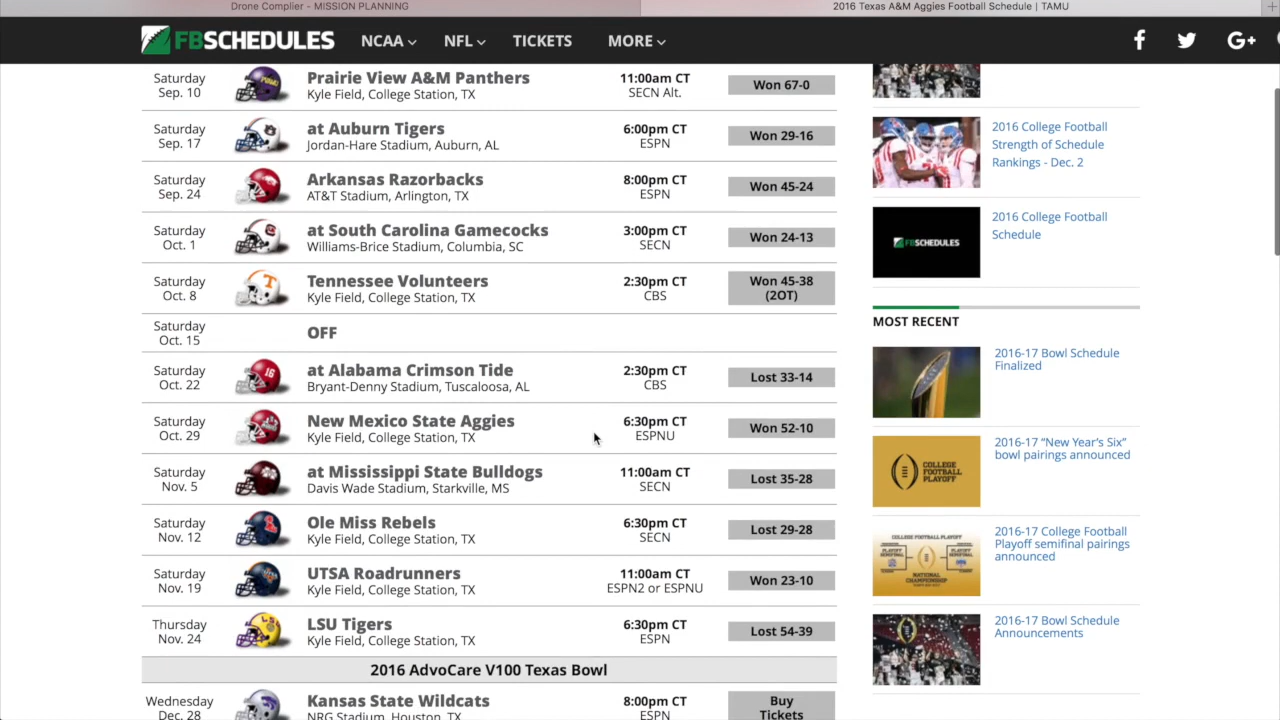 Drone Complier - MISSION PLANNING
2016 Texas A&M Aggies Football Schedule | TAMU
FBSCHEDULES
NCAA
NFL
TICKETS
MORE
Saturday
Sep. 10
Prairie View A&M Panthers
Kyle Field, College Station, TX
11:00am CT
SECN Alt.
Won 67-0
Saturday
Sep. 17
at Auburn Tigers
Jordan-Hare Stadium, Auburn, AL
6:00pm CT
ESPN
Won 29-16
Saturday
Sep. 24
Arkansas Razorbacks
AT&T Stadium, Arlington, TX
8:00pm CT
ESPN
Won 45-24
Saturday
Oct. 1
at South Carolina Gamecocks
Williams-Brice Stadium, Columbia, SC
3:00pm CT
SECN
Won 24-13
Saturday
Oct. 8
Tennessee Volunteers
Kyle Field, College Station, TX
2:30pm CT
CBS
Won 45-38
(2OT)
Saturday
Oct. 15
OFF
Saturday
Oct. 22
at Alabama Crimson Tide
Bryant-Denny Stadium, Tuscaloosa, AL
2:30pm CT
CBS
Lost 33-14
Saturday
Oct. 29
New Mexico State Aggies
Kyle Field, College Station, TX
6:30pm CT
ESPNU
Won 52-10
Saturday
Nov. 5
at Mississippi State Bulldogs
Davis Wade Stadium, Starkville, MS
11:00am CT
SECN
Lost 35-28
Saturday
Nov. 12
Ole Miss Rebels
Kyle Field, College Station, TX
6:30pm CT
SECN
Lost 29-28
Saturday
Nov. 19
UTSA Roadrunners
Kyle Field, College Station, TX
11:00am CT
ESPN2 or ESPNU
Won 23-10
Thursday
Nov. 24
LSU Tigers
Kyle Field, College Station, TX
6:30pm CT
ESPN
Lost 54-39
2016 AdvoCare V100 Texas Bowl
Wednesday
Dec. 28
Kansas State Wildcats
NRG Stadium, Houston, TX
8:00pm CT
ESPN
Buy
Tickets
2016 College Football
Strength of Schedule
Rankings - Dec. 2
FBSCHEDULES
2016 College Football
Schedule
MOST RECENT
2016-17 Bowl Schedule
Finalized
COLLEGE
FOOTBALL
PLAYOFF
2016-17 “New Year’s Six”
bowl pairings announced
COLLEGE FOOTBALL PLAYOFF
NATIONAL
CHAMPIONSHIP
2016-17 College Football
Playoff semifinal pairings
announced
2016-17 Bowl Schedule
Announcements